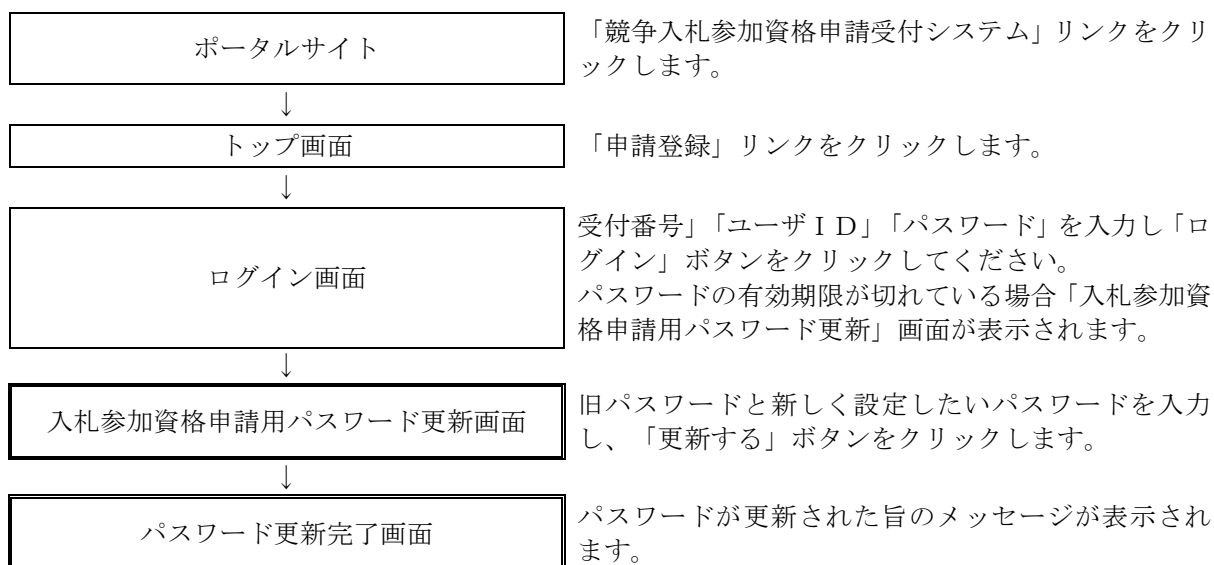 ポータルサイト
「競争入札参加資格申請受付システム」リンクをクリ
ックします。
↓
トップ画面
「申請登録」リンクをクリックします。
↓
ログイン画面
受付番号」「ユーザＩＤ」「パスワード」を入力し「ロ
グイン」ボタンをクリックしてください。
パスワードの有効期限が切れている場合「入札参加資
格申請用パスワード更新」画面が表示されます。
↓
入札参加資格申請用パスワード更新画面
旧パスワードと新しく設定したいパスワードを入力
し、「更新する」ボタンをクリックします。
↓
パスワード更新完了画面
パスワードが更新された旨のメッセージが表示され
ます。